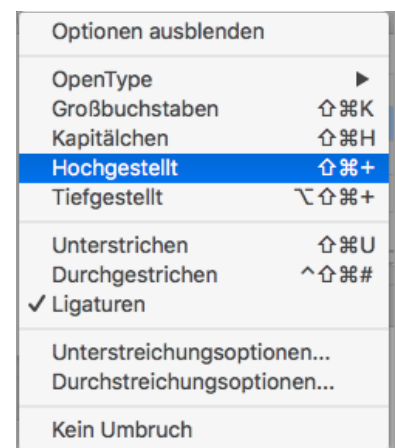 Optionen ausblenden
OpenType ▶
Großbuchstaben ⇧⌘K
Kapitälchen ⇧⌘H
Hochgestellt ⇧⌘+
Tiefgestellt ⌥⇧⌘+
Unterstrichen ⇧⌘U
Durchgestrichen ^⇧⌘#
✓ Ligaturen
Unterstreichungsoptionen...
Durchstreichungsoptionen...
Kein Umbruch